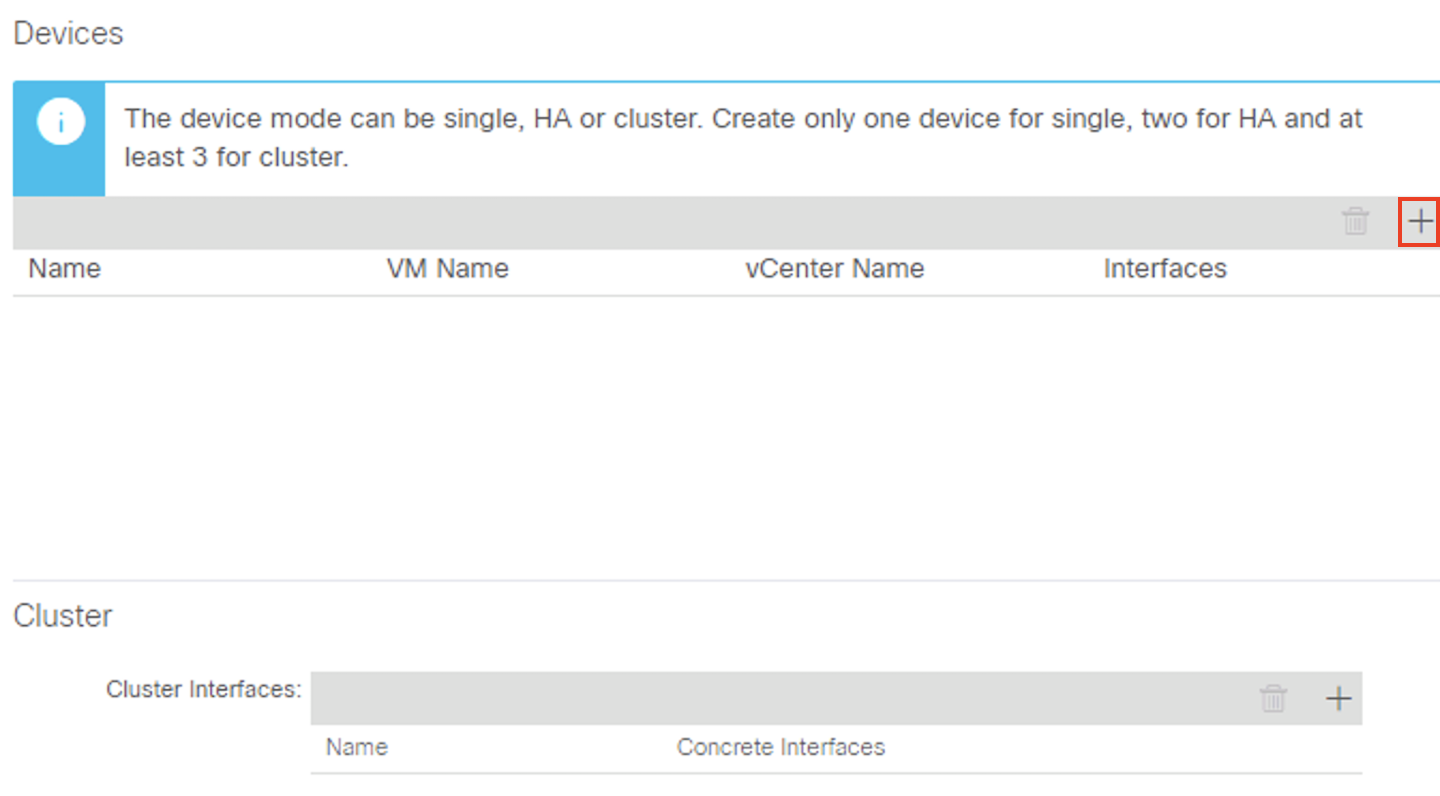 Devices
The device mode can be single, HA or cluster. Create only one device for single, two for HA and at
least 3 for cluster.
Name VM Name vCenter Name Interfaces
Cluster
Cluster Interfaces:
Name Concrete Interfaces